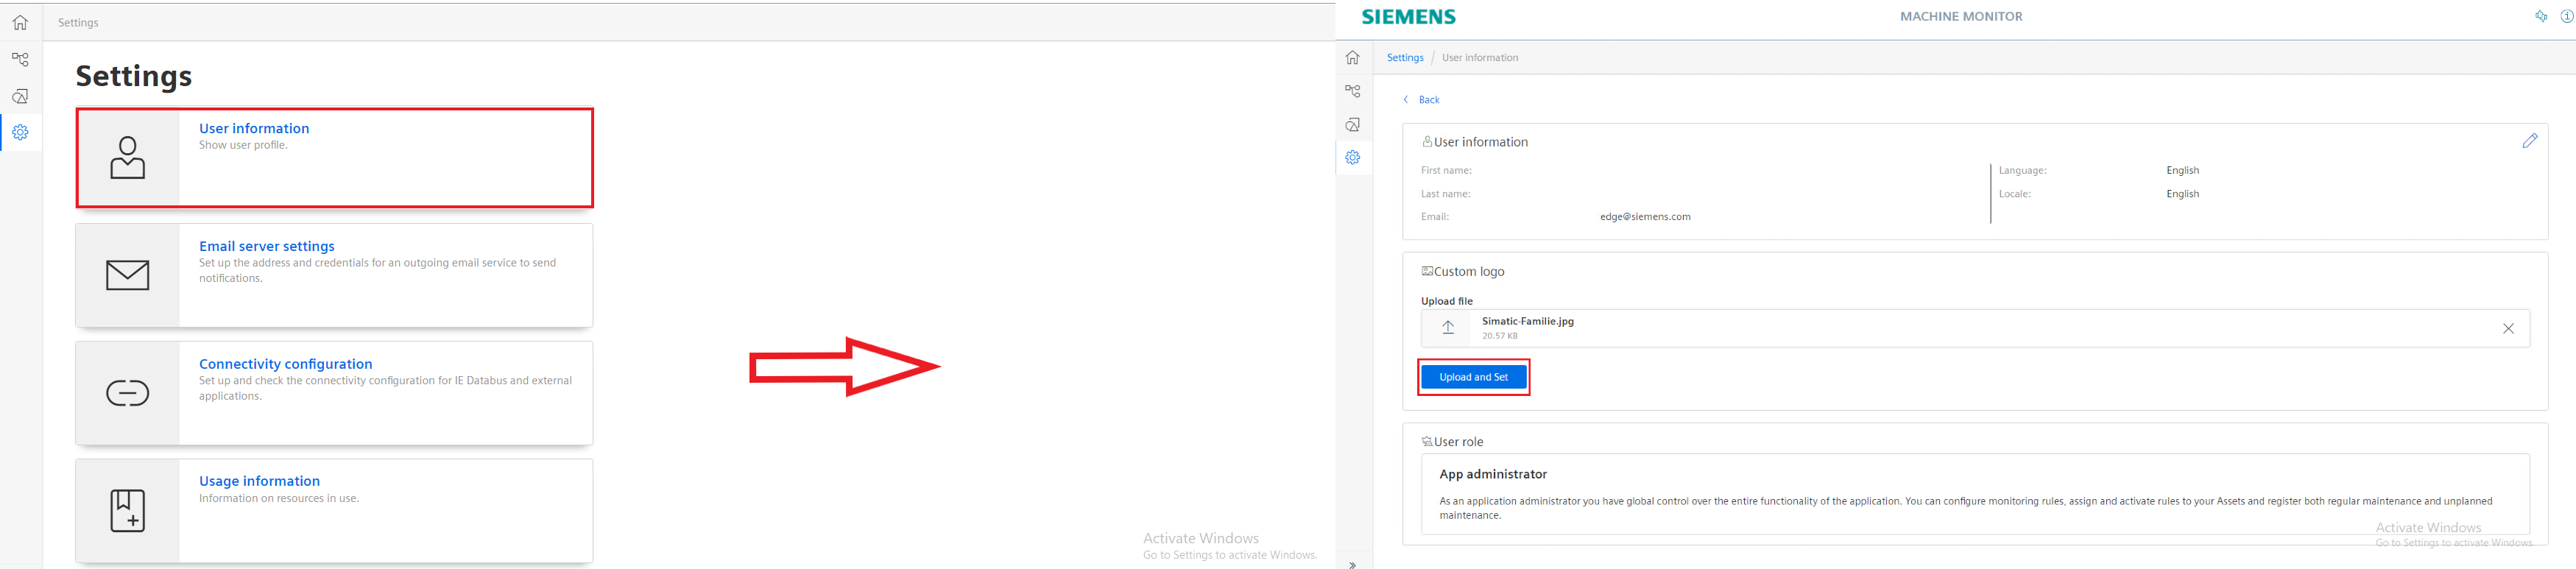 Settings
Settings
User information
Show user profile.
Email server settings
Set up the address and credentials for an outgoing email service to send
notifications.
Connectivity configuration
Set up and check the connectivity configuration for IE Databus and external
applications.
Usage information
Information on resources in use.
Activate Windows
Go to Settings to activate Windows.
SIEMENS
MACHINE MONITOR
Settings / User information
Back
User information
First name:
Last name:
Email: edge@siemens.com
Language: English
Locale: English
Custom logo
Upload file
Simatic-Familie.jpg
20,57 KB
Upload and Set
User role
App administrator
As an application administrator you have global control over the entire functionality of the application. You can configure monitoring rules, assign and activate rules to your Assets and register both regular maintenance and unplanned
maintenance.
Activate Windows
Go to Settings to activate Windows.